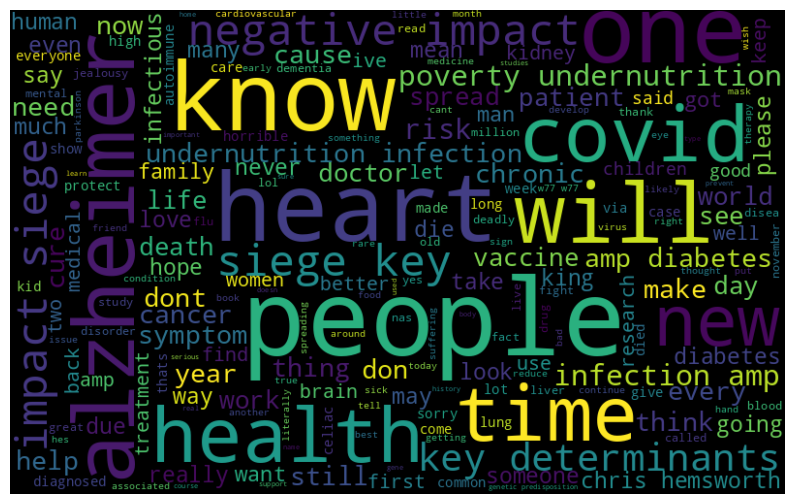 human
now
cardiovascular
home
little
month
negative impact
read
one
wish
many
cause
ive
mean
kidney
keep
everyone
even
high
infectious
autoimmune
care
early
dementia
medicine
studies
say
jealousy
know
poverty undernutrition
need
mental
parkinson
spread
patient
said
got
mask
please
much
show
alzheimer
horrible
something
risk
man
million
cant
develop
thank
eye
therapy
covid
important
undernutrition infection
impact siege
learn
family
never
doctor
let
chronic
children
good
protect
lol
heart
week
w77 w77
likely
prevent
life
made
long
deadly
via
case
right
world
love
flu
virus
disea
friend
cure
medical
death
die
rare
old
sign
will
see
well
november
kid
condition
hope
siege key
vaccine
amp diabetes
women
better
yes
take
king
thought
put
two
study
book
food
used
live
fight
make
day
issue
disorder
dont
people
drug
research
new
cancer
nas
suffering
bad
body
back
symptom
around
fact
died
thats
spreading
thing
don
look
use
diabetes
amp
serious
year
find
today
reduce
treatment
true
time
lot
liver
continue
give
infection amp
way
work
brain
sick
may
history
every
great
due
health
literally
tell
sorry
lung
think
going
hes
real
another
celiac
come
hand
blood
help
best
getting
key determinants
called
really
want
still
first
someone
chris hemsworth
diagnosed
associated
course
support
gene
common
genetic predisposition